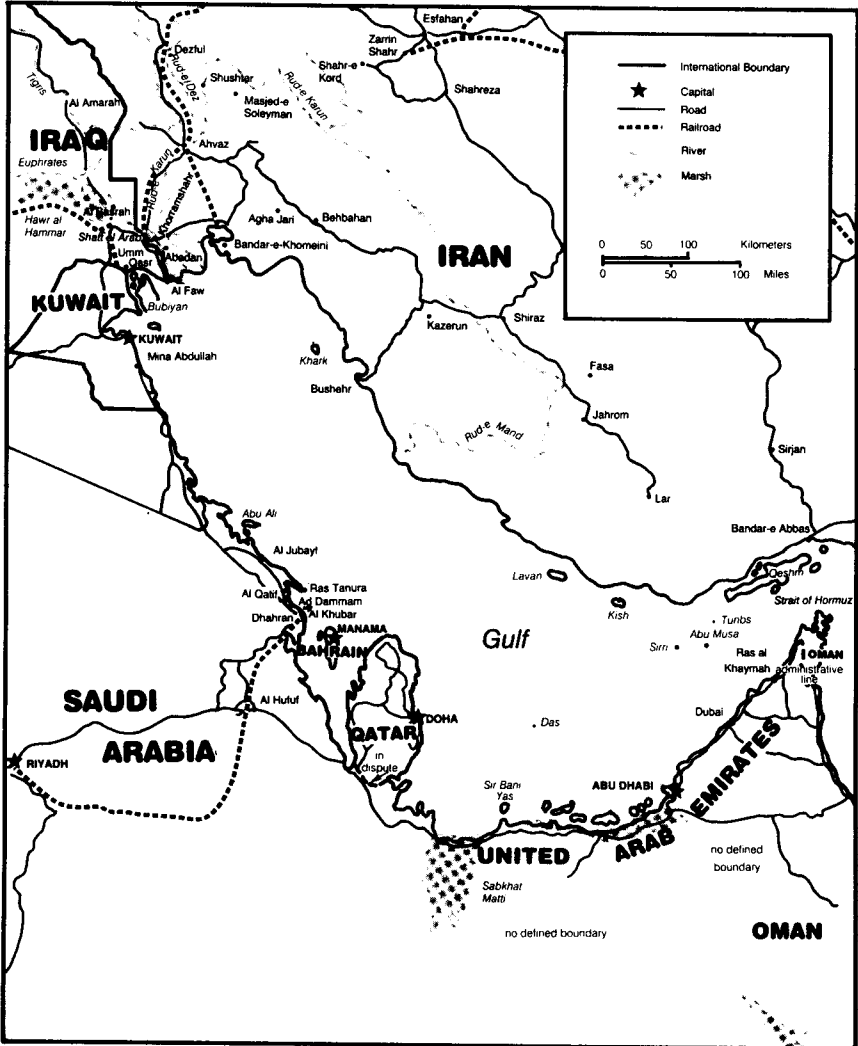 Esfahan
Zarrin
Shahr
Dezful
Shahr-e
Kord
Rud-e Dez
Shushtar
Rud-e Karun
Shahreza
Masjed-e
Soleyman
Tigris
Al Amarah
IRAQ
Ahvaz
Euphrates
Rud-e Karun
Khorramshahr
Al Basrah
Agha Jari
Behbahan
Hawr al
Hammar
Shatt al Arab
Bandar-e-Khomeini
IRAN
Umm
Qasr
Abadan
KUWAIT
Al Faw
Bubiyan
KUWAIT
Mina Abdullah
Kazerun
Shiraz
Khark
Bushehr
Fasa
Jahrom
Rud-e Mand
Sirjan
Lar
Abu Ali
Bandar-e Abbas
Al Jubayl
Lavan
Qeshm
Al Qatif
Ras Tanura
Ad Dammam
Al Khubar
Dhahran
Kish
Strait of Hormuz
Tunbs
MANAMA
BAHRAIN
Gulf
Abu Musa
Sirri
Ras al
Khaymah
OMAN
administrative
line
SAUDI
ARABIA
Al Hufuf
Dubai
DOHA
QATAR
Das
in
dispute
RIYADH
Sir Bani
Yas
ABU DHABI
UNITED
ARAB
EMIRATES
no defined
boundary
Sabkhat
Matti
no defined boundary
OMAN
International Boundary
Capital
Road
Railroad
River
Marsh
0 50 100 Kilometers
0 50 100 Miles